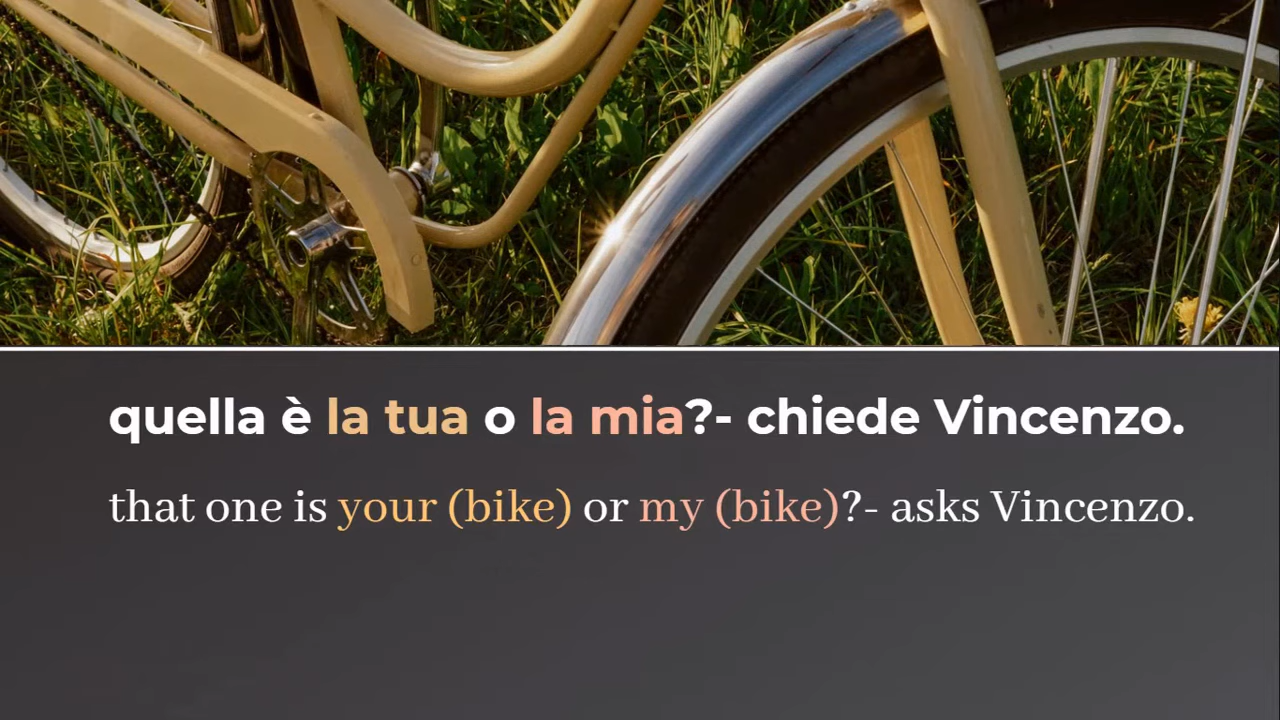 quella è la tua o la mia?- chiede Vincenzo.
that one is your (bike) or my (bike)?- asks Vincenzo.